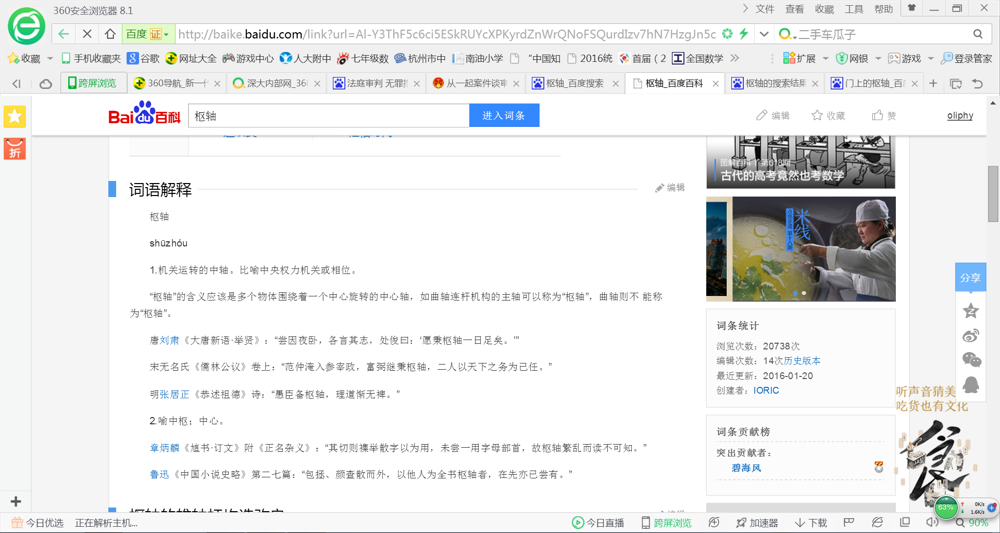 360安全浏览器 8.1
文件 查看 收藏 工具 帮助
百度 证 http://baike.baidu.com/link?url=Al-Y3ThF5c6ci5ESkRUYcXPKyrdZnWrQNoFSQurdIzv7hN7HzgJn5c 二手车瓜子
收藏 手机收藏夹 谷歌 网址大全 游戏中心 人大附中 七年级数 杭州市中 南油小学 “中国知 2016统 首届（2 全国数学 扩展 网银 游戏 登录管家
跨屏浏览 360导航_新一代 深大内部网_360 法庭审判 无罪推 从一起案件谈审 枢轴_百度搜索 枢轴_百度百科 枢轴的搜索结果 门上的枢轴_百度
Bai du 百科 枢轴 进入词条 编辑 收藏 赞 oliphy
折
图解百科 | 第618期
古代的高考竟然也考数学
词语解释 编辑
枢轴
shūzhóu
1.机关运转的中轴。比喻中央权力机关或相位。
“枢轴”的含义应该是多个物体围绕着一个中心旋转的中心轴，如曲轴连杆机构的主轴可以称为“枢轴”，曲轴则不 能称
为“枢轴”。
唐刘肃《大唐新语·举贤》：“尝因夜卧，各言其志，处俊曰：‘愿秉枢轴一日足矣。’”
宋无名氏《儒林公议》卷上：“范仲淹入参宰政，富弼继秉枢轴，二人以天下之务为己任。”
明张居正《恭述祖德》诗：“愚臣备枢轴，理道惭无裨。”
2.喻中枢；中心。
章炳麟《訄书·订文》附《正名杂义》：“其切则襍举散字以为用，未尝一用字母部首，故枢轴繁乱而读不可知。”
鲁迅《中国小说史略》第二七篇：“包拯、颜查散而外，以他人为全书枢轴者，在先亦已尝有。”
米线
第十八期
词条统计
浏览次数：20738次
编辑次数：14次历史版本
最近更新：2016-01-20
创建者：IORIC
词条贡献榜
突出贡献者：
碧海风
分享
听声音猜美
吃货也有文化
编辑
63% 0K/s
1.6K/s
今日优选 正在解析主机... 今日直播 跨屏浏览 加速器 下载 90%